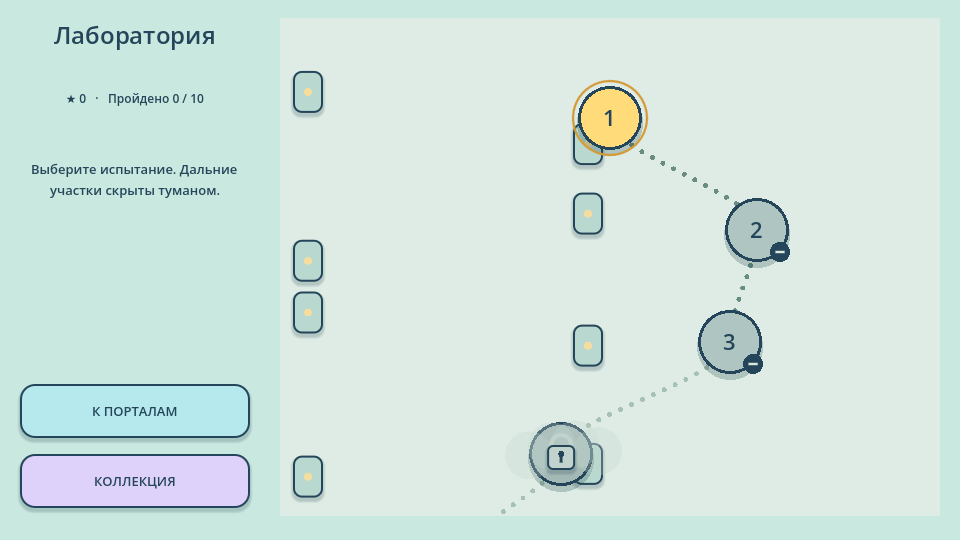 Лаборатория
★ 0 · Пройдено 0 / 10
Выберите испытание. Дальние
участки скрыты туманом.
К ПОРТАЛАМ
КОЛЛЕКЦИЯ
1
2
3